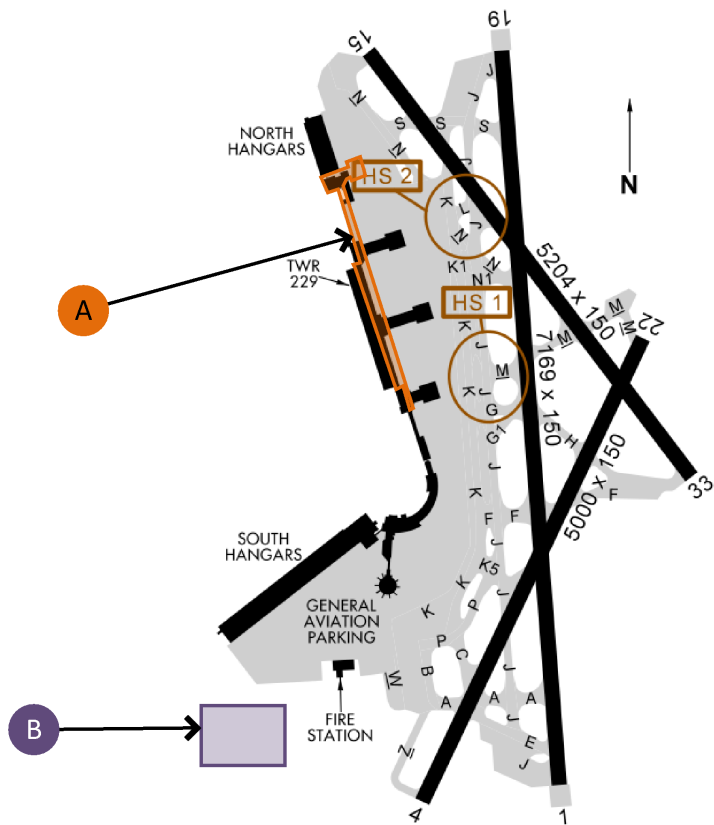 19
15
J
N
J
S
S
S
NORTH
HANGARS
N
J
N
HS 2
K
L
J
N
TWR
229
K1
N
N1
5204 x 150
A
HS 1
M
M
22
K
J
M
7169 x 150
M
K
J
G
G1
H
J
5000 x 150
33
K
F
F
F
J
SOUTH
HANGARS
K5
K
J
P
GENERAL
AVIATION
PARKING
K
P
C
B
J
W
A
A
A
J
FIRE
STATION
B
E
N
J
4
1